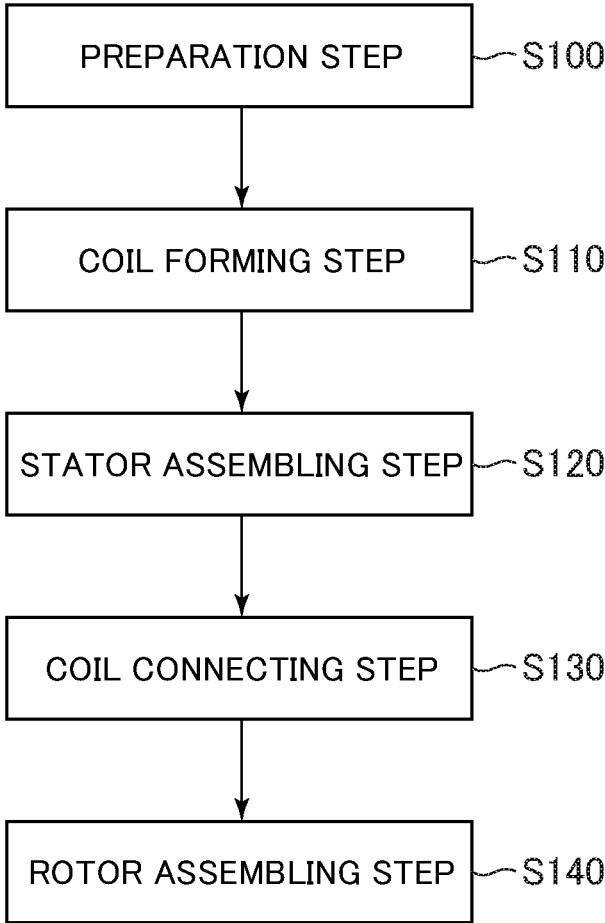 PREPARATION STEP S100
COIL FORMING STEP S110
STATOR ASSEMBLING STEP S120
COIL CONNECTING STEP S130
ROTOR ASSEMBLING STEP S140